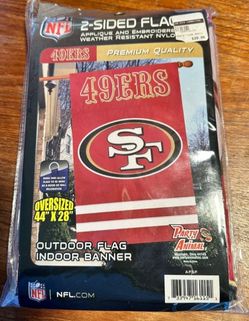 NFL
2-SIDED FLAG
APPLIQUE AND EMBROIDERED
WEATHER RESISTANT NYLON
49ERS
PREMIUM QUALITY
49ERS
SF
OVERSIZED
44" X 28"
OUTDOOR FLAG
INDOOR BANNER
Party
Animal
NFL
NFL.COM